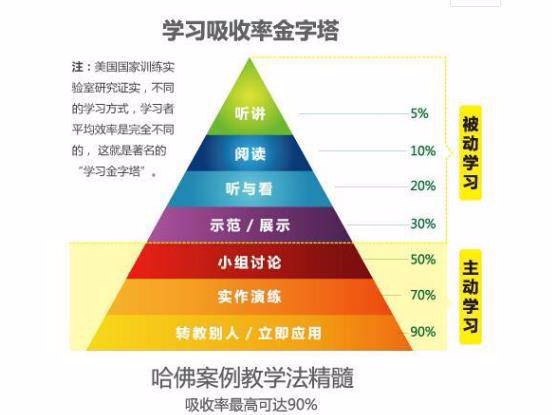 学习吸收率金字塔
注：美国国家训练实
验室研究证实，不同
的学习方式，学习者
平均效率是完全不同
的，这就是著名的
“学习金字塔”。
听讲 5%
阅读 10%
听与看 20%
示范 / 展示 30%
被动学习
小组讨论 50%
实作演练 70%
转教别人 / 立即应用 90%
主动学习
哈佛案例教学法精髓
吸收率最高可达90%